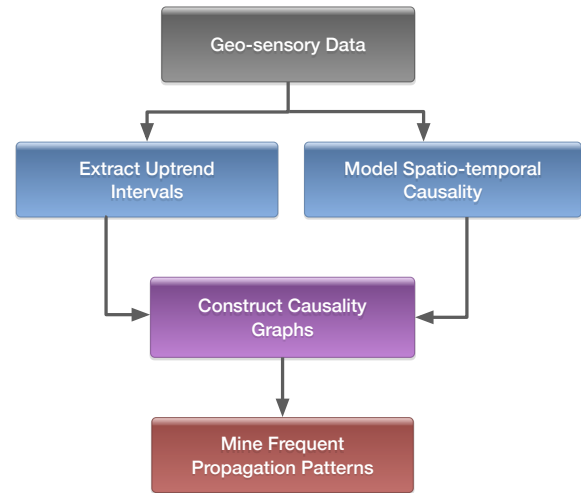 Geo-sensory Data
Extract Uptrend
Intervals
Model Spatio-temporal
Causality
Construct Causality
Graphs
Mine Frequent
Propagation Patterns